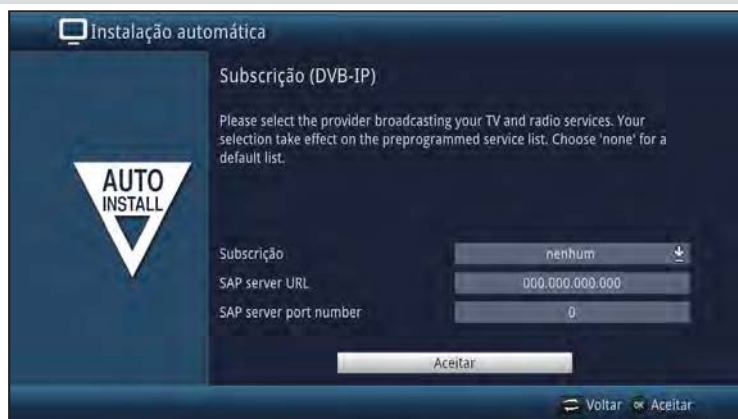 Instalação automática
Subscrição (DVB-IP)
Please select the provider broadcasting your TV and radio services. Your
selection take effect on the preprogrammed service list. Choose 'none' for a
default list.
AUTO
INSTALL
Subscrição nenhum
SAP server URL 000.000.000.000
SAP server port number 0
Aceitar
Voltar OK Aceitar